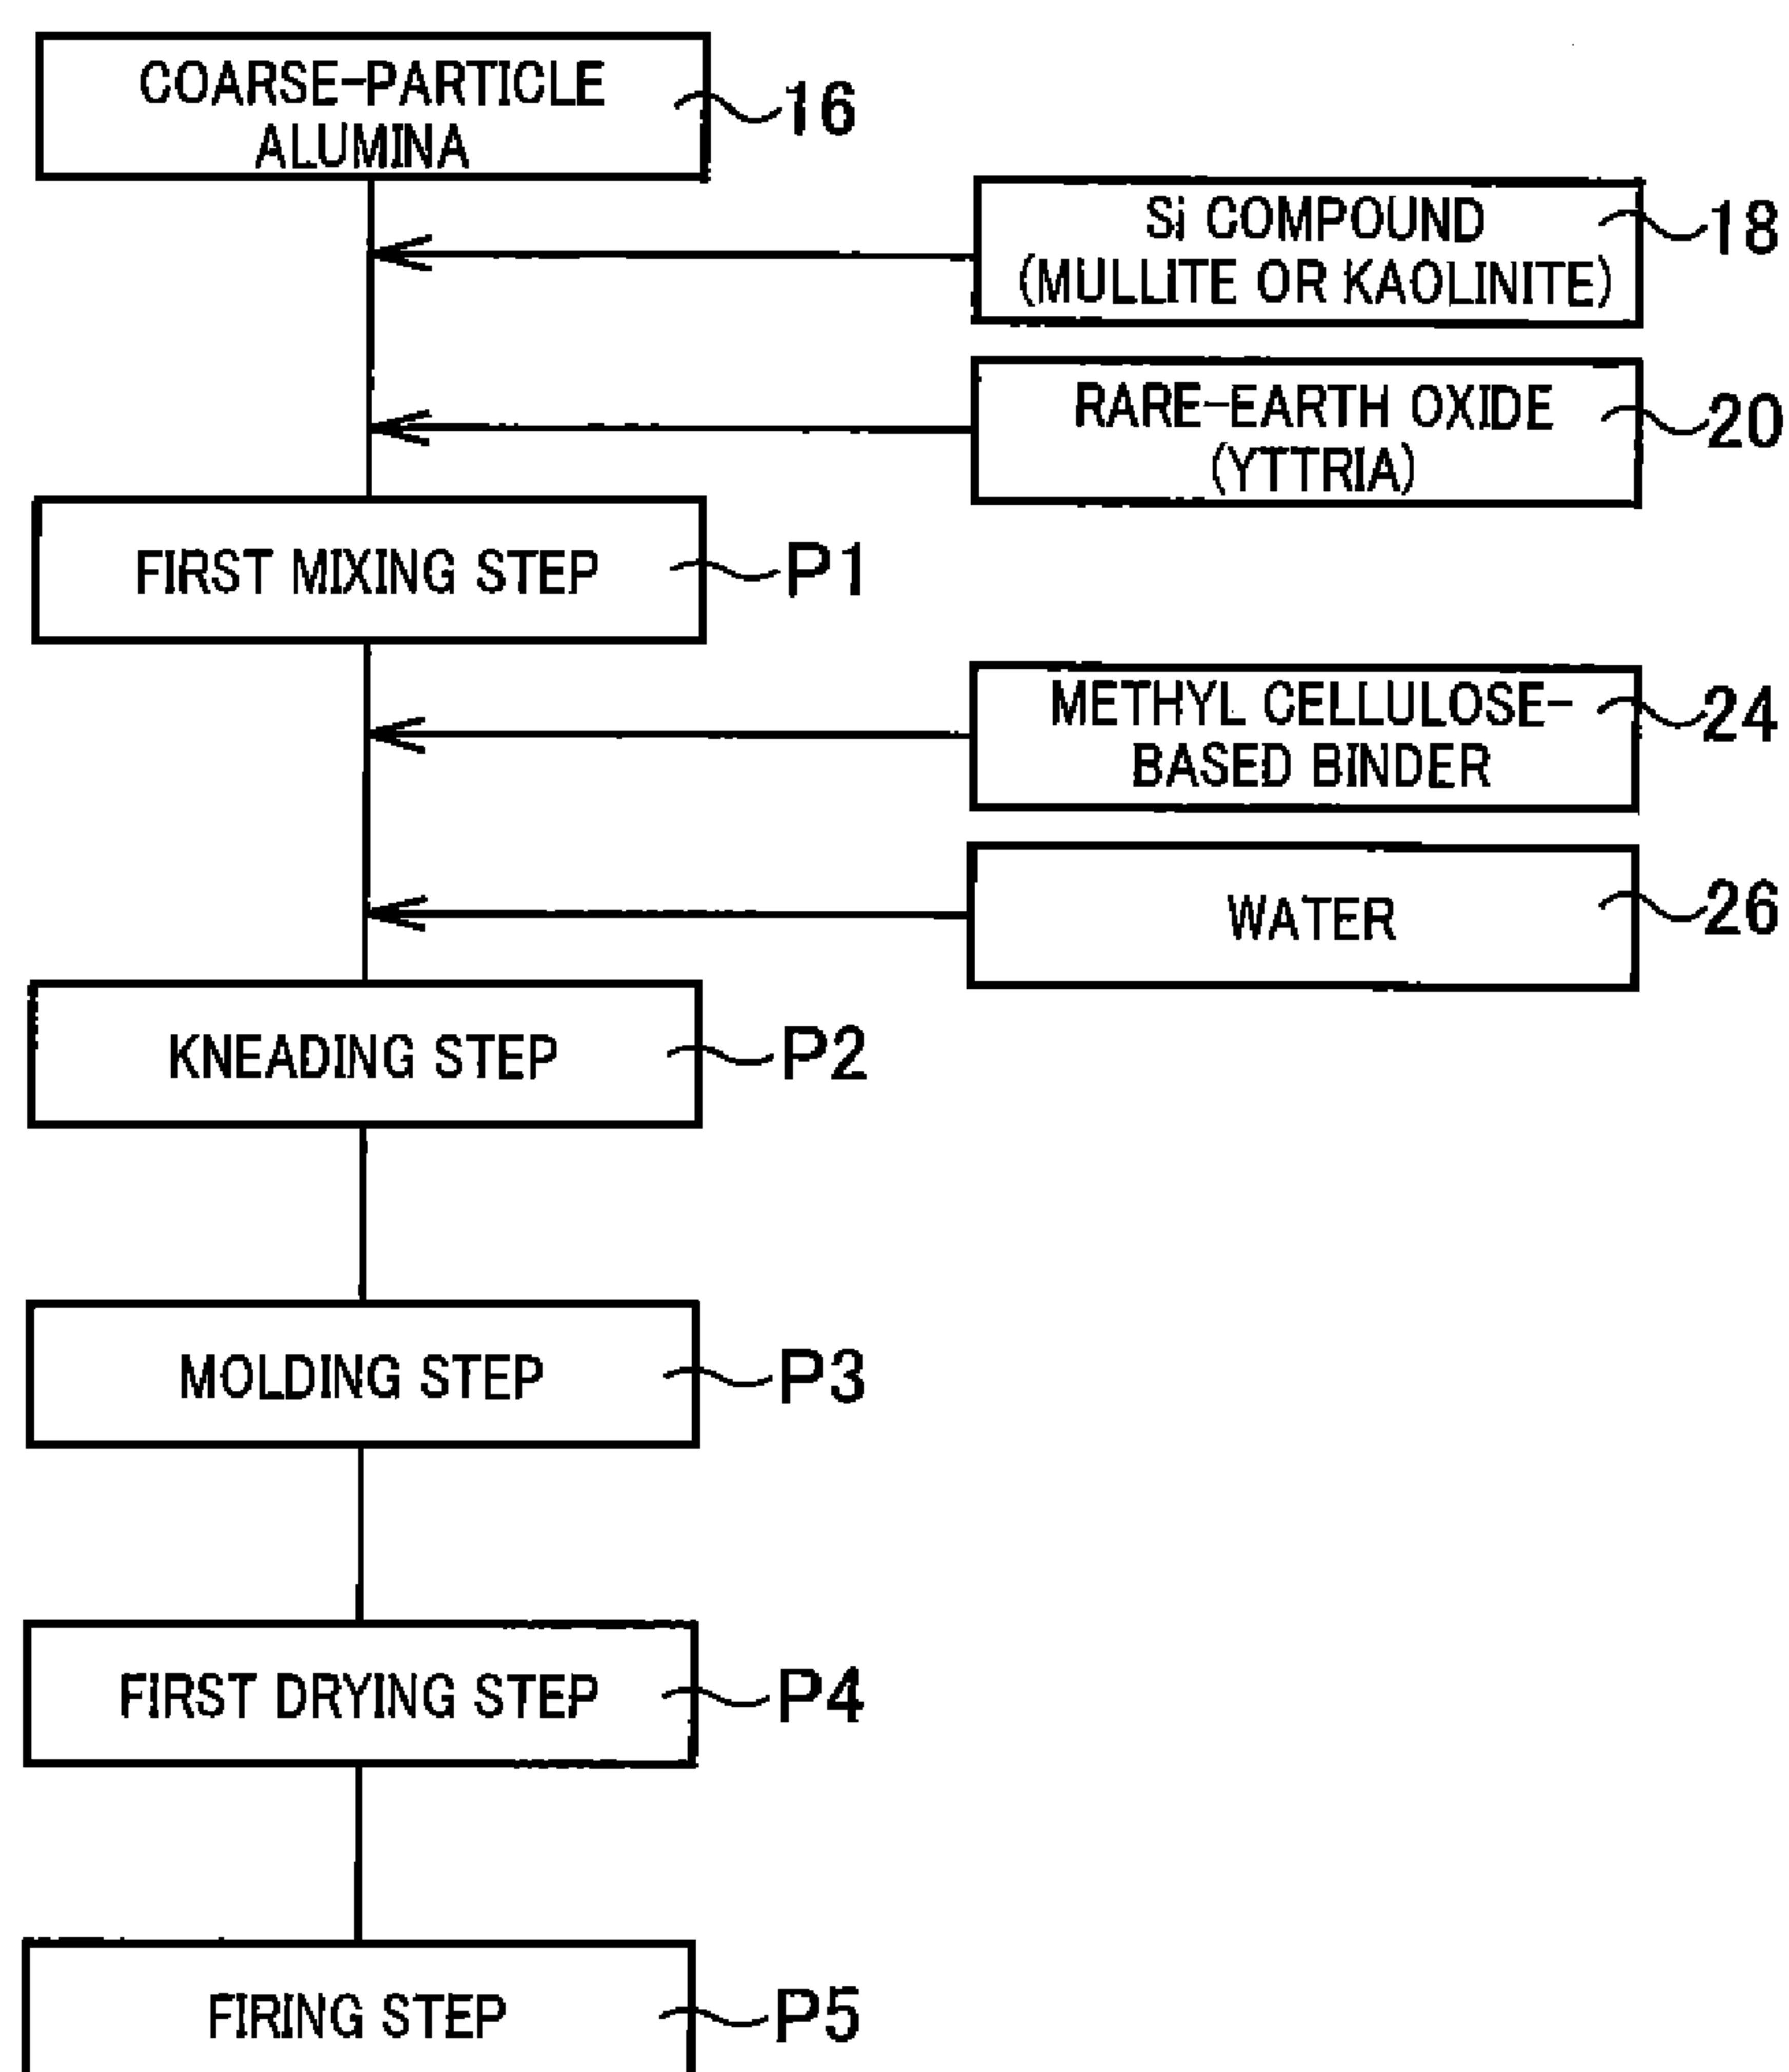 COARSE-PARTICLE
ALUMINA
16
Si COMPOUND
(MULLITE OR KAOLINITE)
18
RARE-EARTH OXIDE
(YTTRIA)
20
FIRST MIXING STEP
P1
METHYL CELLULOSE-
BASED BINDER
24
WATER
26
KNEADING STEP
P2
MOLDING STEP
P3
FIRST DRYING STEP
P4
FIRING STEP
P5